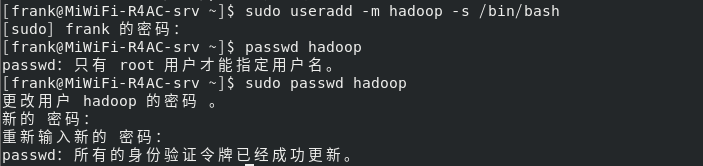 [frank@MiWiFi-R4AC-srv ~]$ sudo useradd -m hadoop -s /bin/bash
[sudo] frank 的密码：
[frank@MiWiFi-R4AC-srv ~]$ passwd hadoop
passwd：只有 root 用户才能指定用户名。
[frank@MiWiFi-R4AC-srv ~]$ sudo passwd hadoop
更改用户 hadoop 的密码 。
新的 密码：
重新输入新的 密码：
passwd：所有的身份验证令牌已经成功更新。